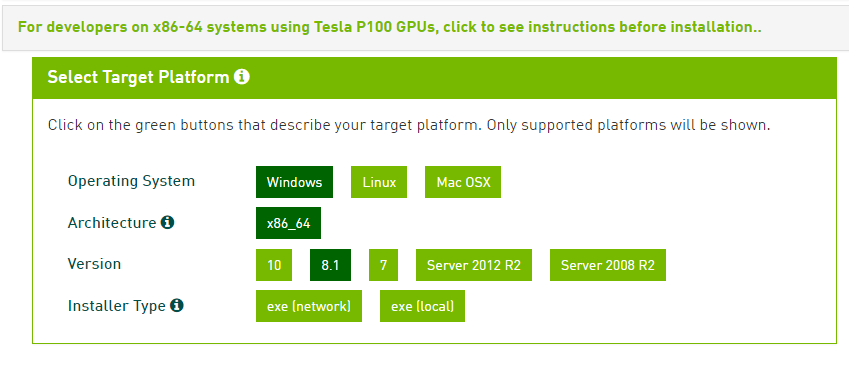 For developers on x86-64 systems using Tesla P100 GPUs, click to see instructions before installation..
Select Target Platform
Click on the green buttons that describe your target platform. Only supported platforms will be shown.
Operating System Windows Linux Mac OSX
Architecture x86_64
Version 10 8.1 7 Server 2012 R2 Server 2008 R2
Installer Type exe (network) exe (local)